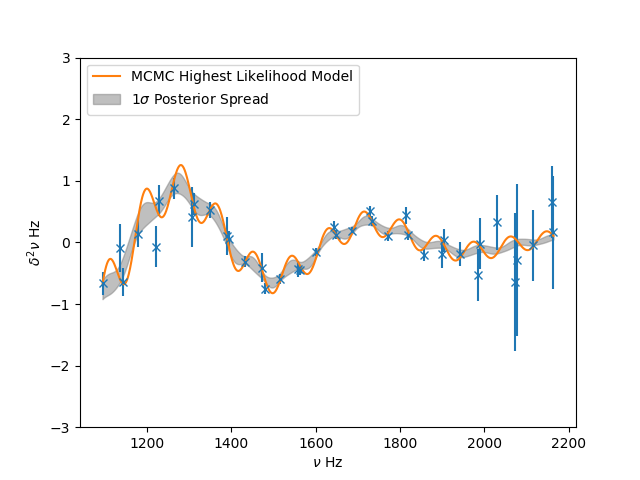 MCMC Highest Likelihood Model
1σ Posterior Spread
3
2
1
0
−1
−2
−3
δ²ν Hz
1200 1400 1600 1800 2000 2200
ν Hz